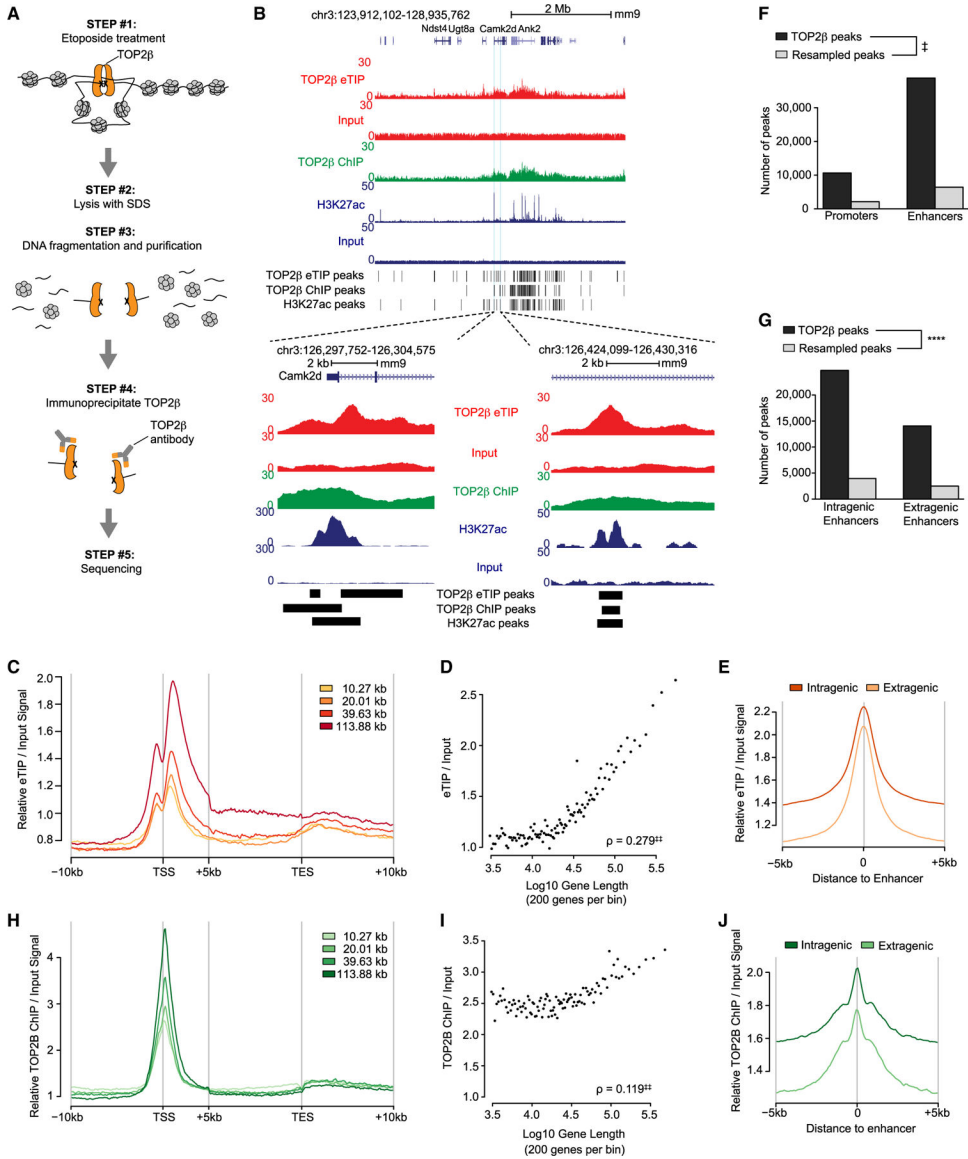 A
STEP #1:
Etoposide treatment
TOP2β
STEP #2:
Lysis with SDS
STEP #3:
DNA fragmentation and purification
STEP #4:
Immunoprecipitate TOP2β
TOP2β
antibody
STEP #5:
Sequencing
B
chr3:123,912,102-128,935,762
2 Mb
mm9
Ndst4 Ugt8a Camk2d Ank2
30
TOP2β eTIP
0
30
Input
0
30
TOP2β ChIP
0
50
H3K27ac
0
50
Input
0
TOP2β eTIP peaks
TOP2β ChIP peaks
H3K27ac peaks
chr3:126,297,752-126,304,575
2 kb mm9
Camk2d
chr3:126,424,099-126,430,316
2 kb mm9
30 TOP2β eTIP 30
0 0
30 Input 30
0 0
30 TOP2β ChIP 30
0 0
300 H3K27ac 50
0 0
300 Input 50
0 0
TOP2β eTIP peaks
TOP2β ChIP peaks
H3K27ac peaks
F
TOP2β peaks
Resampled peaks
‡
Number of peaks
30,000
20,000
10,000
0
Promoters Enhancers
G
TOP2β peaks
Resampled peaks
****
Number of peaks
20,000
15,000
10,000
5,000
0
Intragenic Extragenic
Enhancers Enhancers
C
Relative eTIP / Input Signal
2.0
1.8
1.6
1.4
1.2
1.0
0.8
10.27 kb
20.01 kb
39.63 kb
113.88 kb
−10kb TSS +5kb TES +10kb
D
eTIP / Input
2.5
2.0
1.5
1.0
ρ = 0.279‡‡
3.5 4.0 4.5 5.0 5.5
Log10 Gene Length
(200 genes per bin)
E
Intragenic Extragenic
Relative eTIP / Input signal
2.2
2.0
1.8
1.6
1.4
1.2
−5kb 0 +5kb
Distance to Enhancer
H
Relative TOP2B ChIP / Input Signal
4
3
2
1
10.27 kb
20.01 kb
39.63 kb
113.88 kb
−10kb TSS +5kb TES +10kb
I
TOP2B ChIP / Input
3.5
3.0
2.5
2.0
1.5
1.0
ρ = 0.119‡‡
3.5 4.0 4.5 5.0 5.5
Log10 Gene Length
(200 genes per bin)
J
Intragenic Extragenic
Relative TOP2B ChIP / Input Signal
2.0
1.8
1.6
1.4
−5kb 0 +5kb
Distance to enhancer